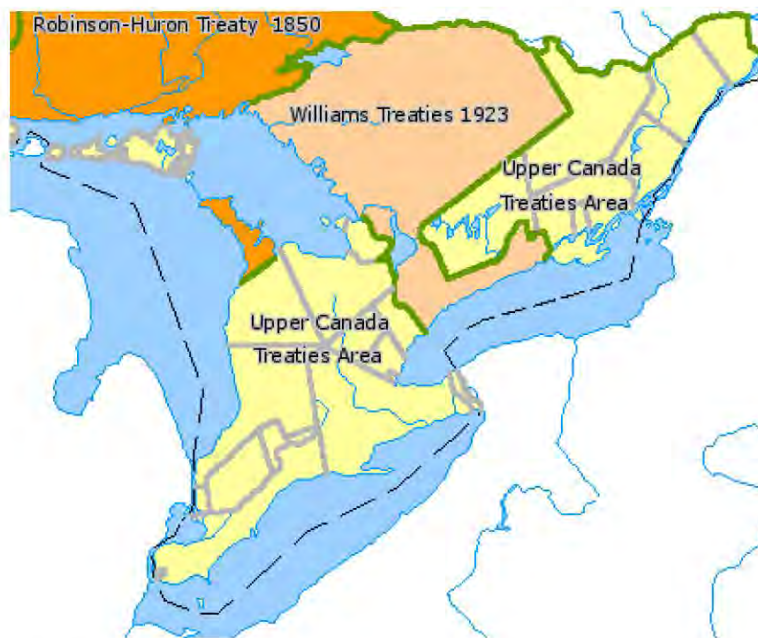 Robinson-Huron Treaty 1850
Williams Treaties 1923
Upper Canada
Treaties Area
Upper Canada
Treaties Area